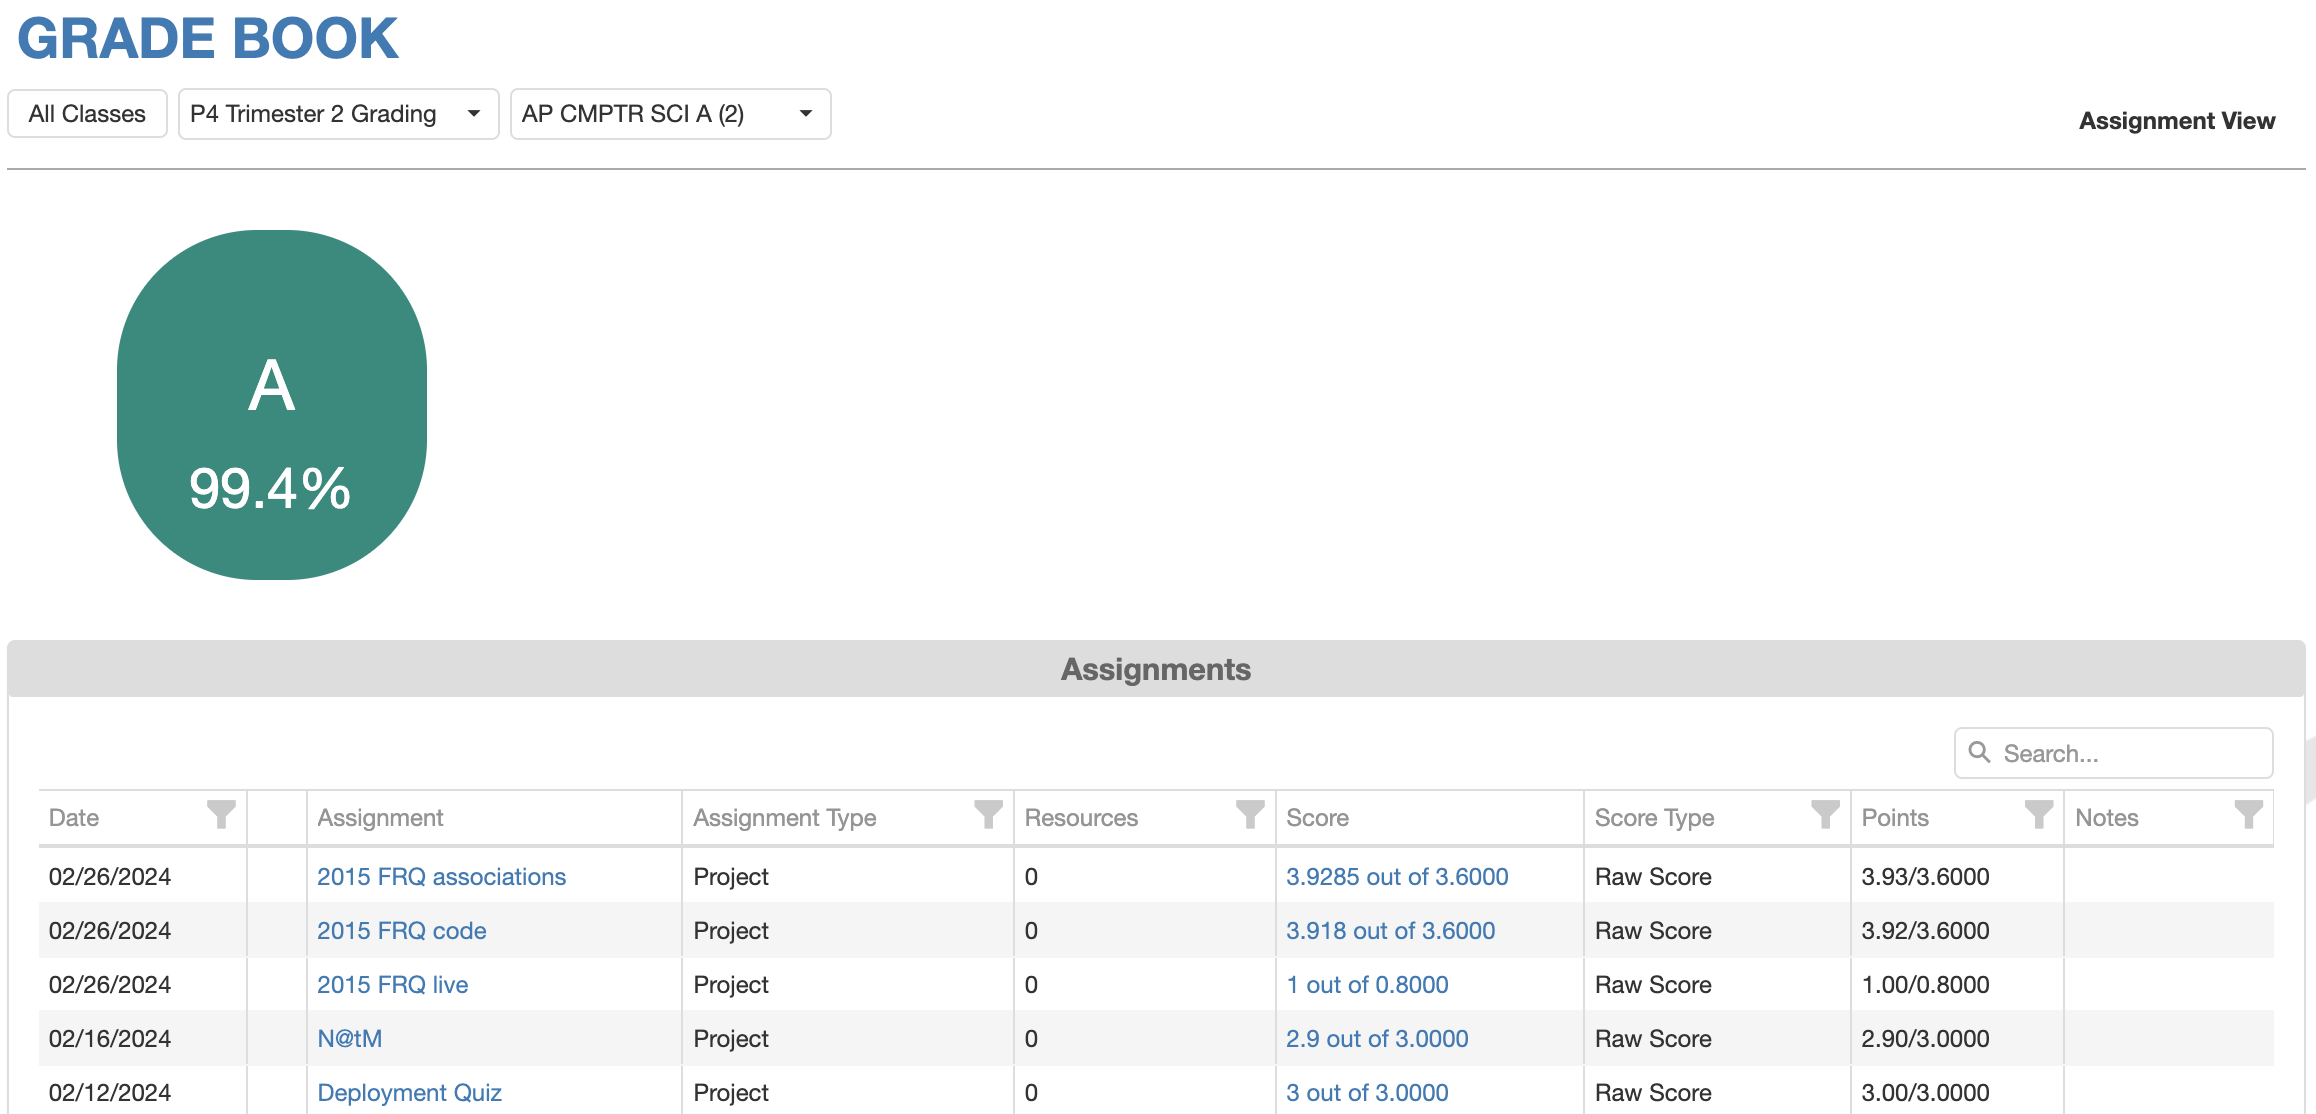 GRADE BOOK
All Classes P4 Trimester 2 Grading AP CMPTR SCI A (2) Assignment View
A
99.4%
Assignments
Search...
Date Assignment Assignment Type Resources Score Score Type Points Notes
02/26/2024 2015 FRQ associations Project 0 3.9285 out of 3.6000 Raw Score 3.93/3.6000
02/26/2024 2015 FRQ code Project 0 3.918 out of 3.6000 Raw Score 3.92/3.6000
02/26/2024 2015 FRQ live Project 0 1 out of 0.8000 Raw Score 1.00/0.8000
02/16/2024 N@tM Project 0 2.9 out of 3.0000 Raw Score 2.90/3.0000
02/12/2024 Deployment Quiz Project 0 3 out of 3.0000 Raw Score 3.00/3.0000